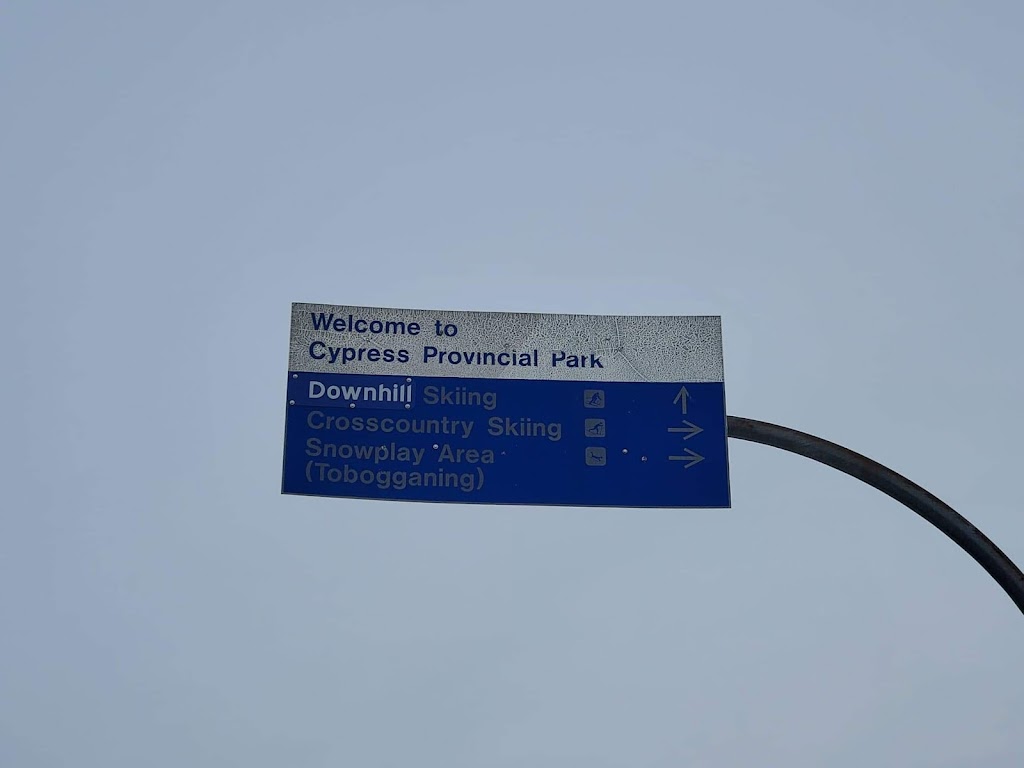 Welcome to
Cypress Provincial Park
Downhill Skiing
Crosscountry Skiing
Snowplay Area
(Tobogganing)